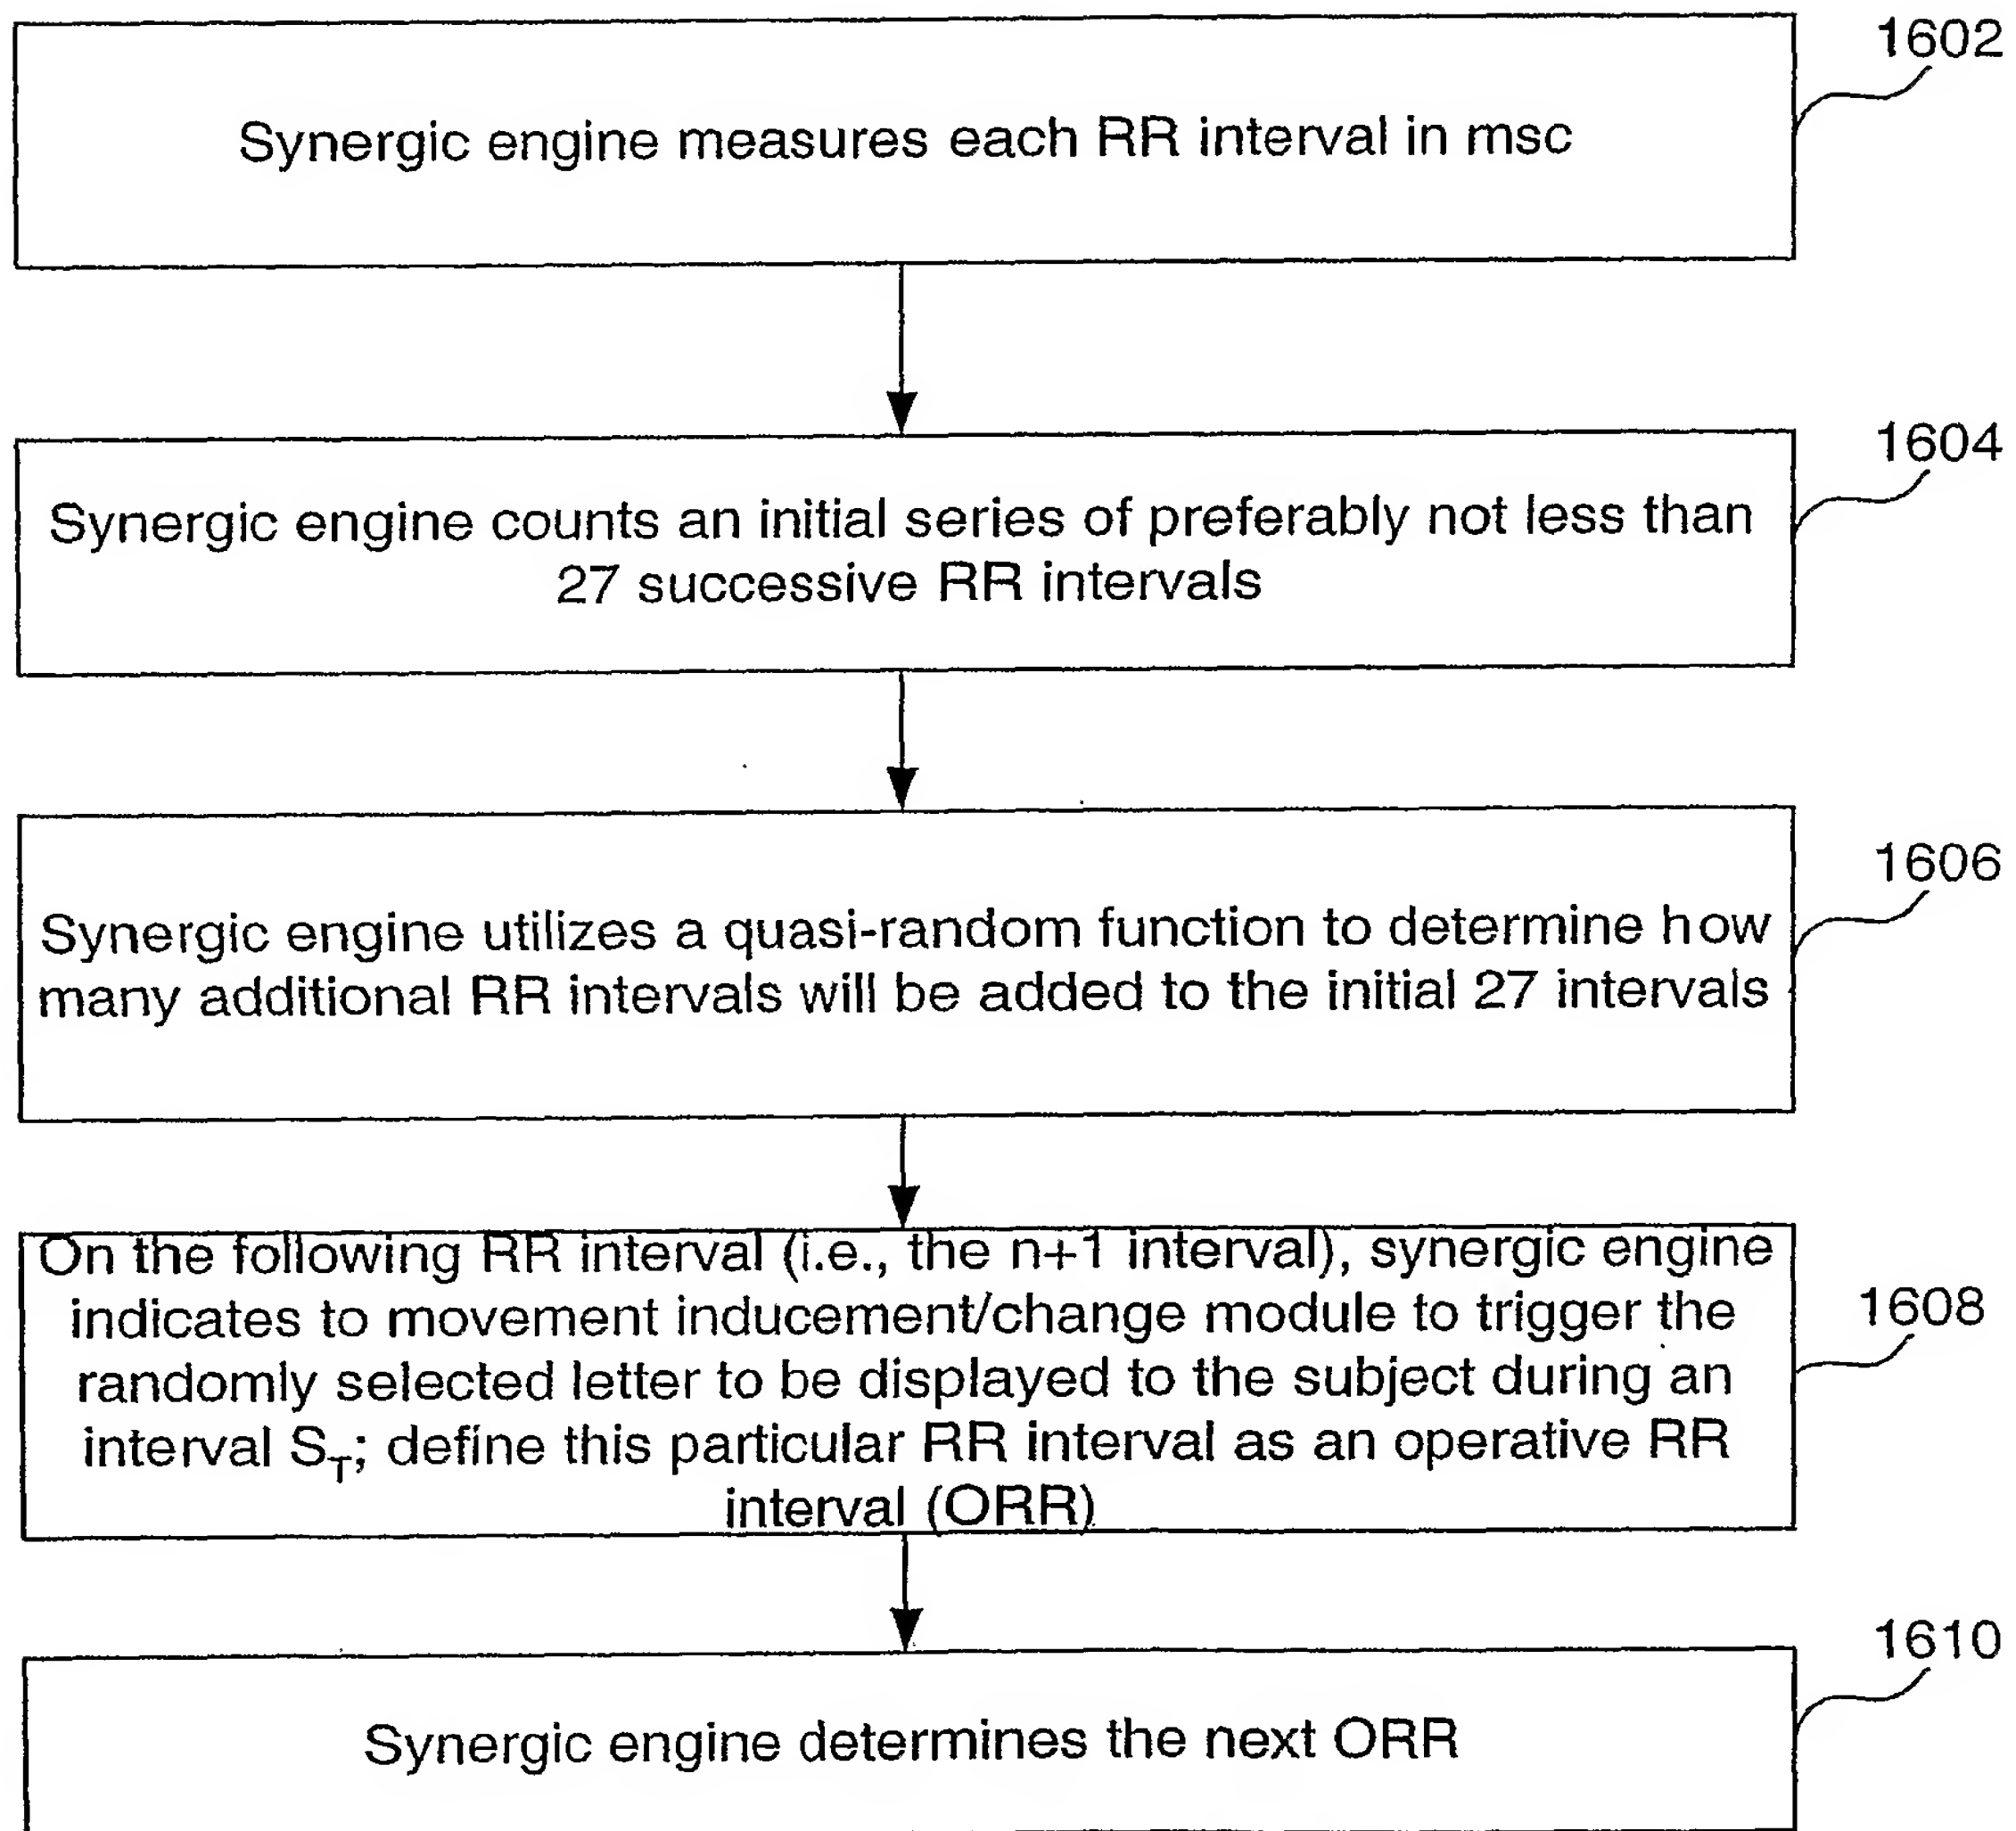 1602
Synergic engine measures each RR interval in msc
1604
Synergic engine counts an initial series of preferably not less than
27 successive RR intervals
1606
Synergic engine utilizes a quasi-random function to determine how
many additional RR intervals will be added to the initial 27 intervals
On the following RR interval (i.e., the n+1 interval), synergic engine
indicates to movement inducement/change module to trigger the
randomly selected letter to be displayed to the subject during an
interval S_T; define this particular RR interval as an operative RR
interval (ORR)
1608
1610
Synergic engine determines the next ORR